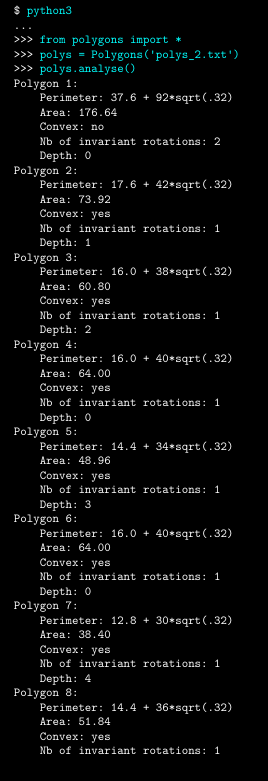 $ python3
...
>>> from polygons import *
>>> polys = Polygons('polys_2.txt')
>>> polys.analyse()
Polygon 1:
    Perimeter: 37.6 + 92*sqrt(.32)
    Area: 176.64
    Convex: no
    Nb of invariant rotations: 2
    Depth: 0
Polygon 2:
    Perimeter: 17.6 + 42*sqrt(.32)
    Area: 73.92
    Convex: yes
    Nb of invariant rotations: 1
    Depth: 1
Polygon 3:
    Perimeter: 16.0 + 38*sqrt(.32)
    Area: 60.80
    Convex: yes
    Nb of invariant rotations: 1
    Depth: 2
Polygon 4:
    Perimeter: 16.0 + 40*sqrt(.32)
    Area: 64.00
    Convex: yes
    Nb of invariant rotations: 1
    Depth: 0
Polygon 5:
    Perimeter: 14.4 + 34*sqrt(.32)
    Area: 48.96
    Convex: yes
    Nb of invariant rotations: 1
    Depth: 3
Polygon 6:
    Perimeter: 16.0 + 40*sqrt(.32)
    Area: 64.00
    Convex: yes
    Nb of invariant rotations: 1
    Depth: 0
Polygon 7:
    Perimeter: 12.8 + 30*sqrt(.32)
    Area: 38.40
    Convex: yes
    Nb of invariant rotations: 1
    Depth: 4
Polygon 8:
    Perimeter: 14.4 + 36*sqrt(.32)
    Area: 51.84
    Convex: yes
    Nb of invariant rotations: 1